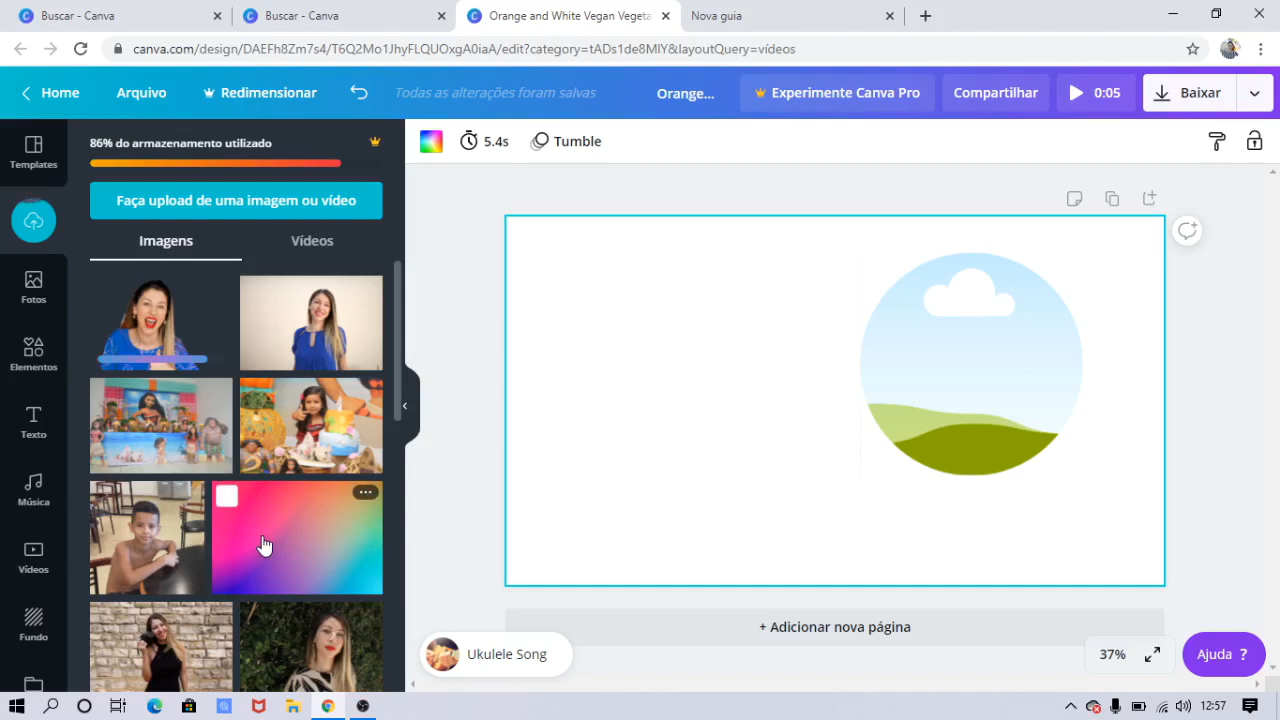 Buscar - Canva
Buscar - Canva
Orange and White Vegan Vegeta
Nova guia
canva.com/design/DAEFh8Zm7s4/T6Q2Mo1JhyFLQUOxgA0iaA/edit?category=tADs1de8MlY&layoutQuery=vídeos
Home
Arquivo
Redimensionar
Todas as alterações foram salvas
Orange...
Experimente Canva Pro
Compartilhar
0:05
Baixar
Templates
Fotos
Elementos
Texto
Música
Vídeos
Fundo
86% do armazenamento utilizado
Faça upload de uma imagem ou vídeo
Imagens
Vídeos
5.4s
Tumble
+ Adicionar nova página
Ukulele Song
37%
Ajuda ?
12:57